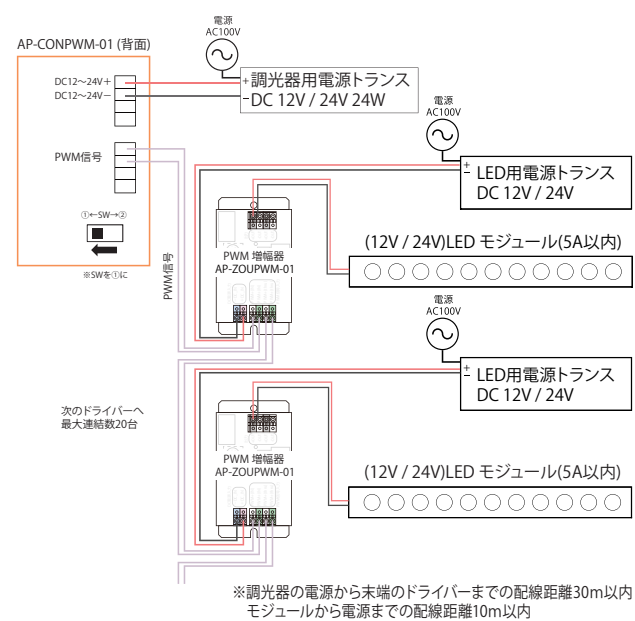 電源
AC100V
AP-CONPWM-01 (背面)
DC12～24V＋
DC12～24V－
+調光器用電源トランス
−DC 12V / 24V 24W
電源
AC100V
PWM信号
+
−
LED用電源トランス
DC 12V / 24V
①←SW→②
※SWを①に
PWM信号
PWM 増幅器
AP-ZOUPWM-01
(12V / 24V)LED モジュール(5A以内)
電源
AC100V
+
−
LED用電源トランス
DC 12V / 24V
次のドライバーへ
最大連結数20台
PWM 増幅器
AP-ZOUPWM-01
(12V / 24V)LED モジュール(5A以内)
※調光器の電源から末端のドライバーまでの配線距離30m以内
モジュールから電源までの配線距離10m以内